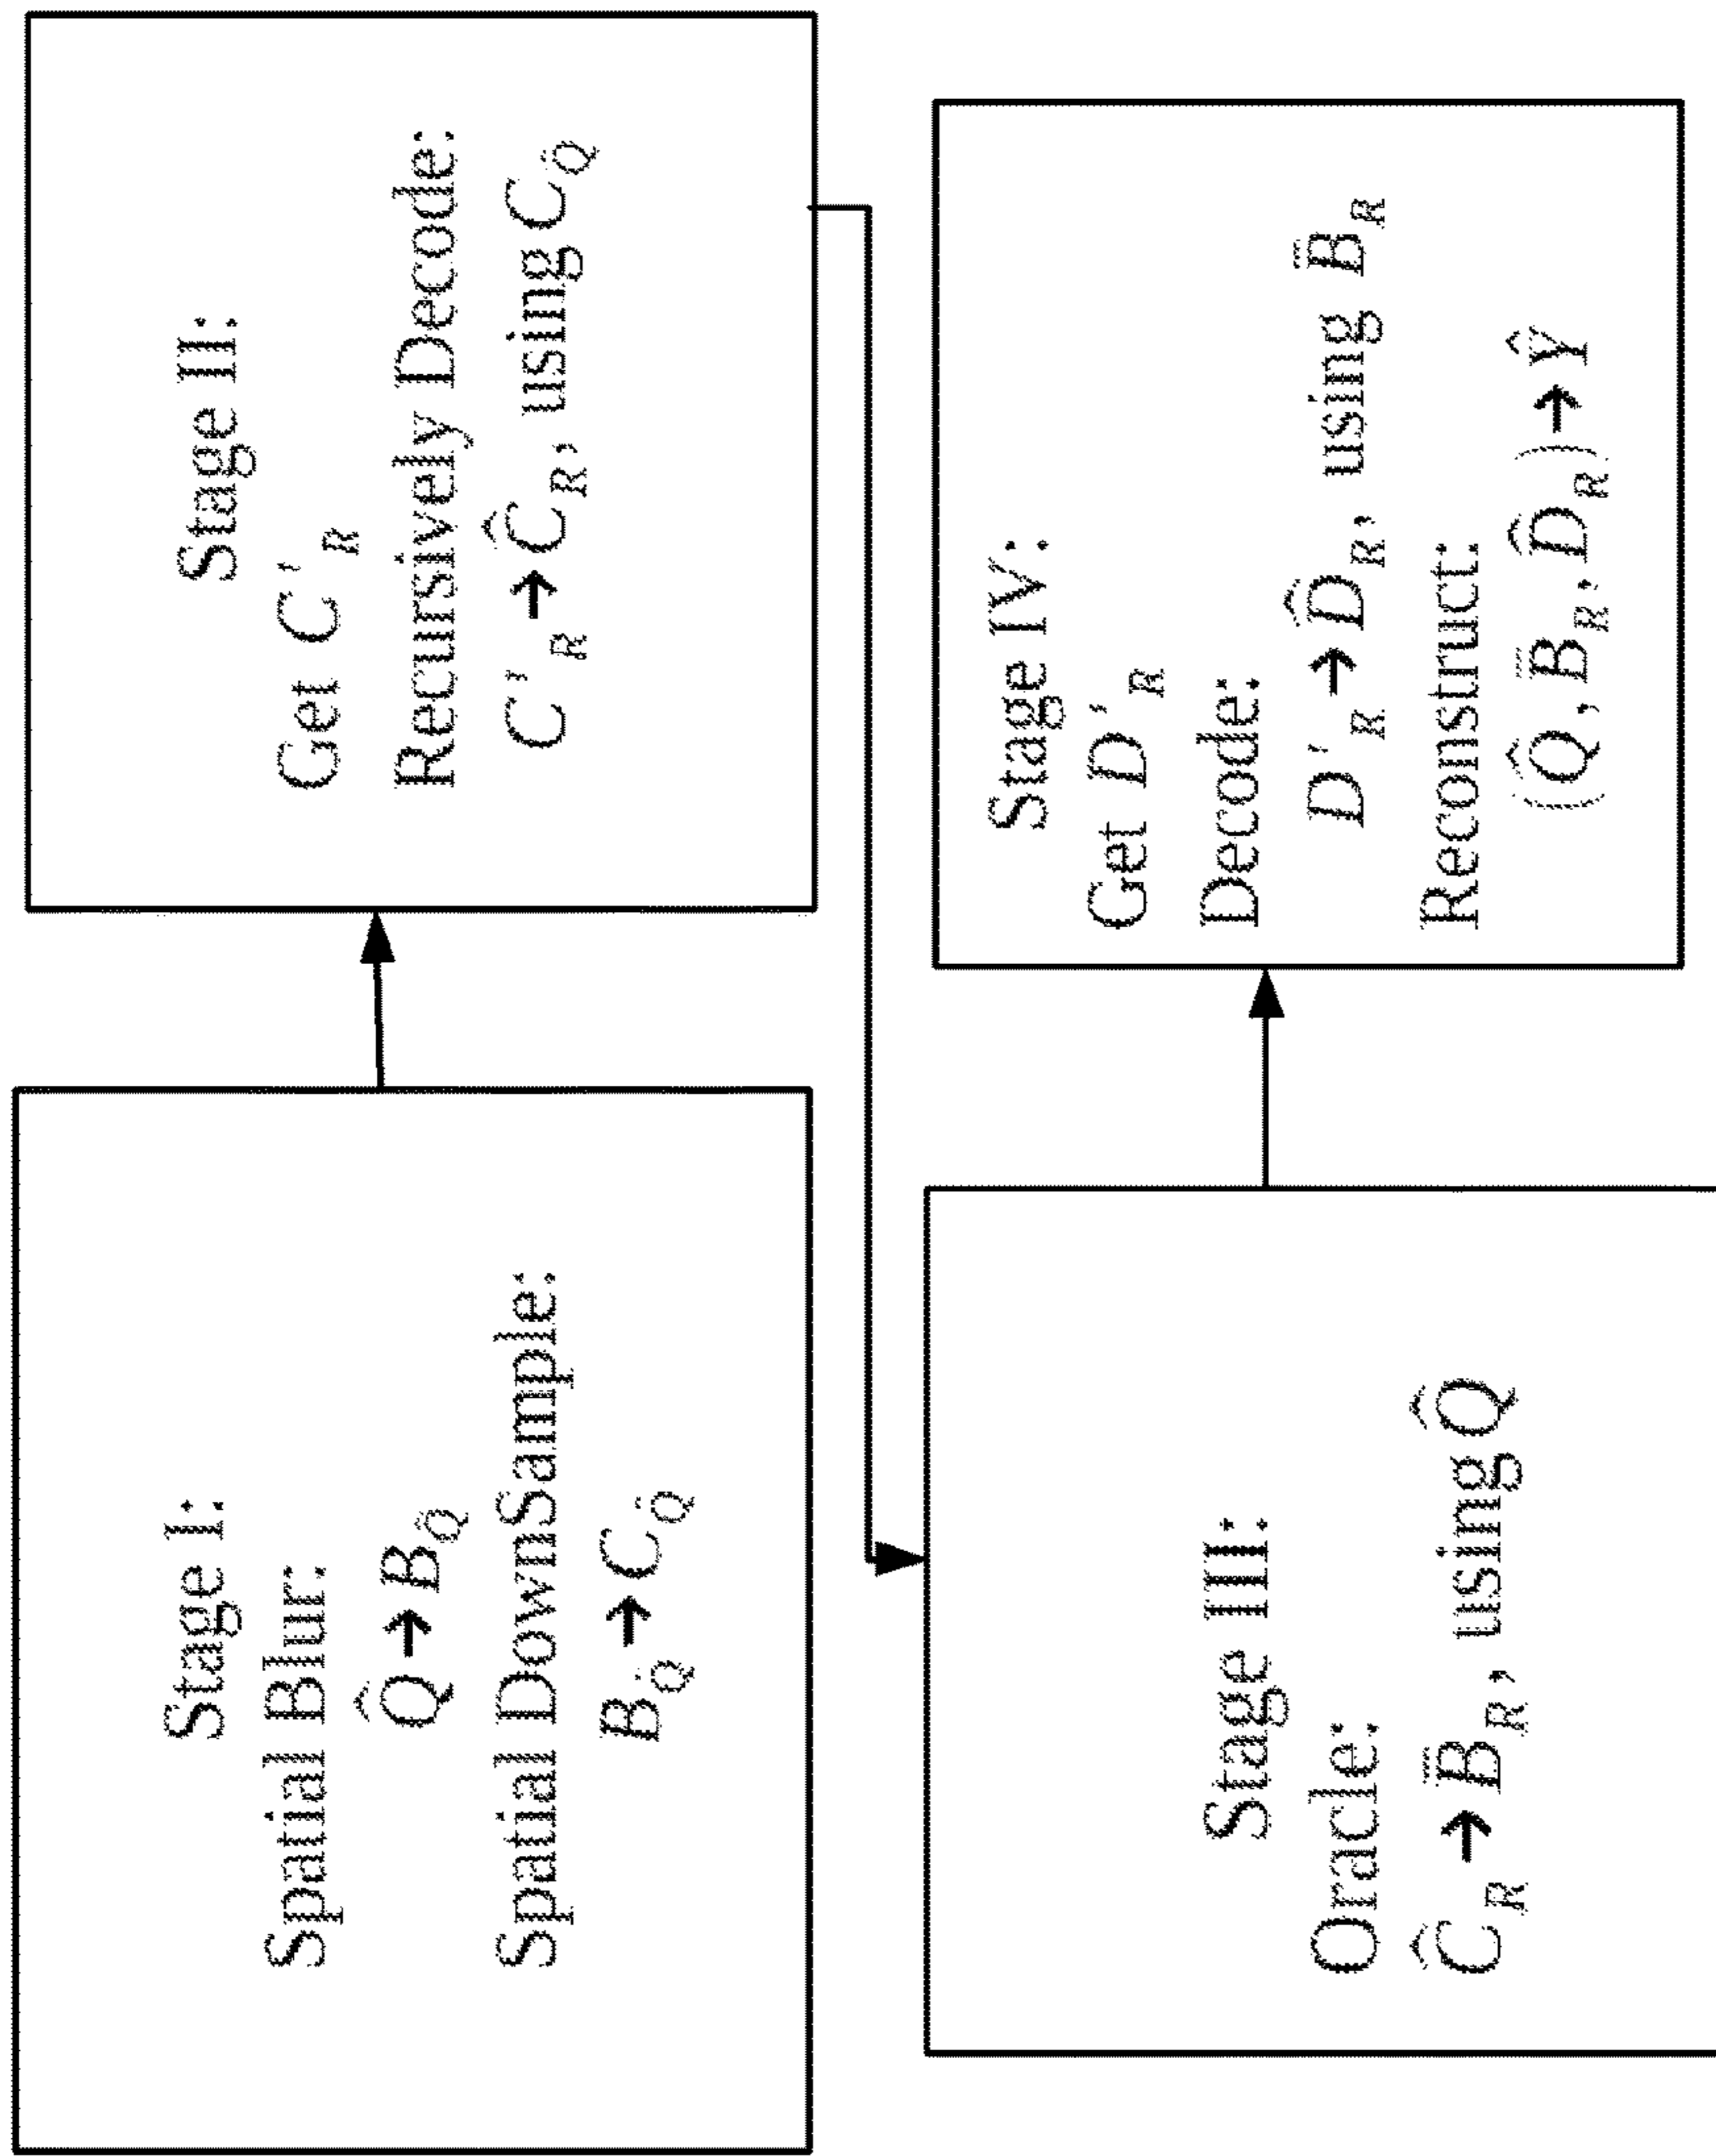 Stage I:
Spatial Blur:
Q̂→B_Q̂
Spatial DownSample:
B_Q̂→C_Q̂
Stage II:
Get C'_R
Recursively Decode:
C'_R→Ĉ_R, using C_Q̂
Stage III:
Oracle:
Ĉ_R→B̄_R, using Q̂
Stage IV:
Get D'_R
Decode:
D'_R→D̂_R, using B̄_R
Reconstruct:
(Q̂, B̄_R, D̂_R)→Ŷ